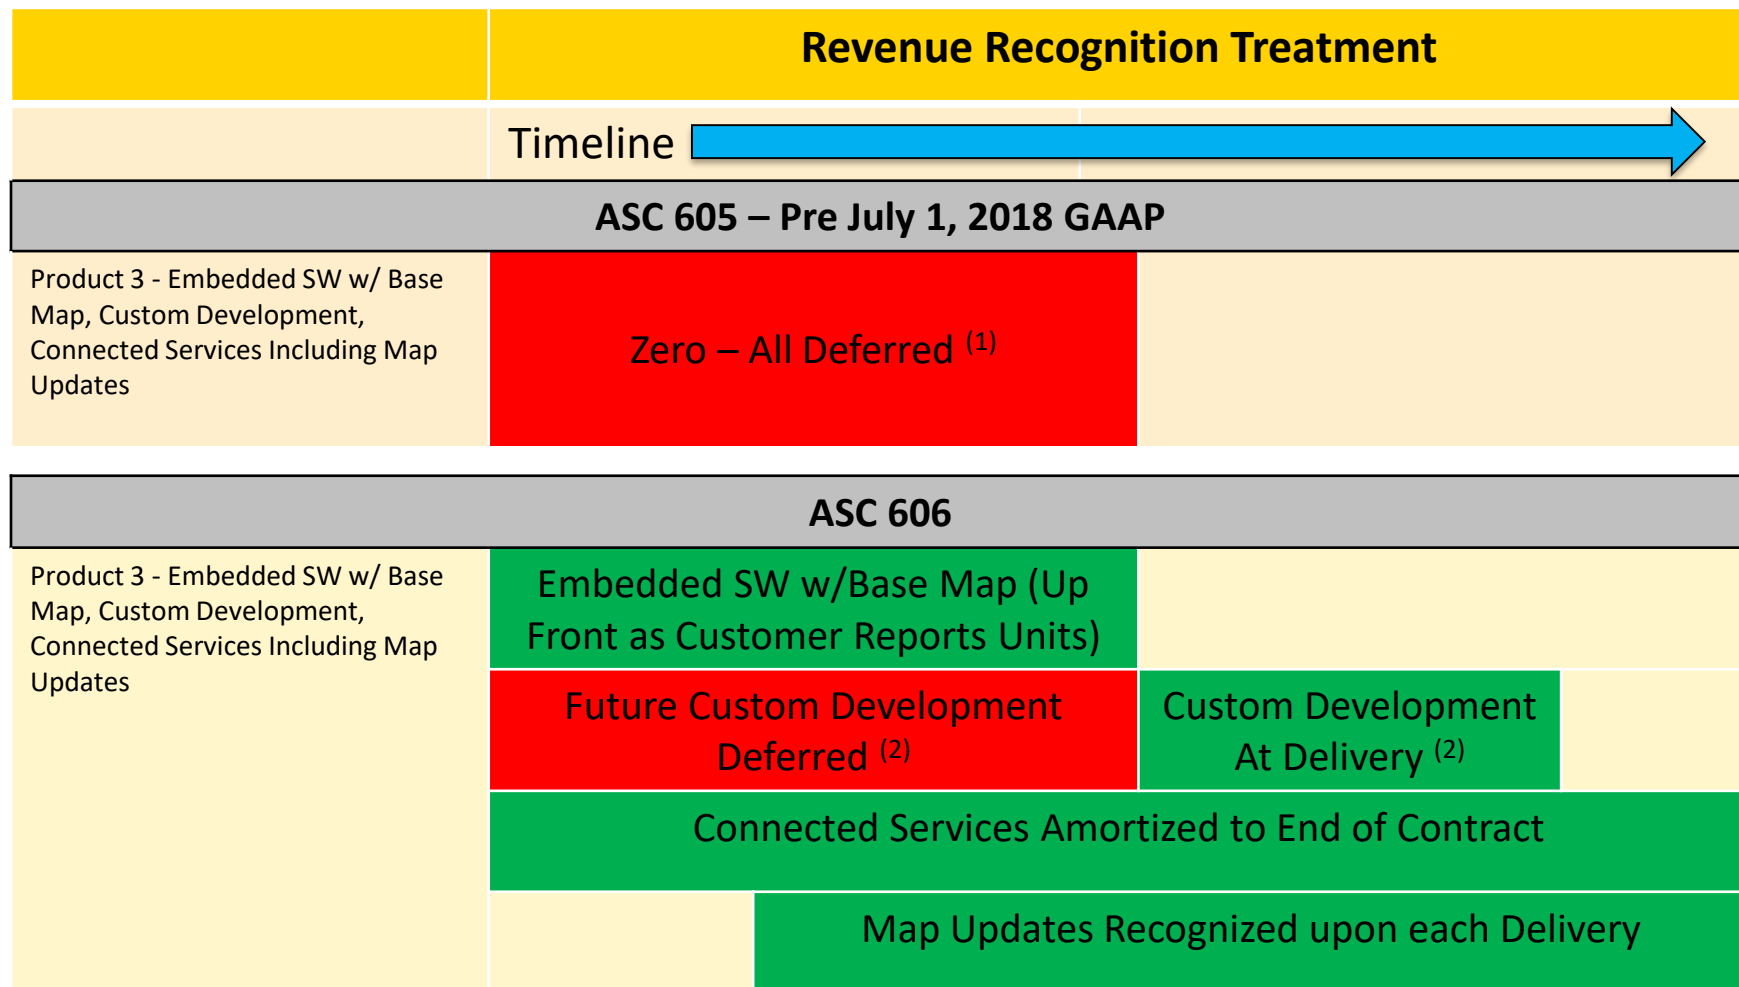 Revenue Recognition Treatment
Timeline
ASC 605 – Pre July 1, 2018 GAAP
Product 3 - Embedded SW w/ Base
Map, Custom Development,
Connected Services Including Map
Updates
Zero – All Deferred (1)
ASC 606
Product 3 - Embedded SW w/ Base
Map, Custom Development,
Connected Services Including Map
Updates
Embedded SW w/Base Map (Up
Front as Customer Reports Units)
Future Custom Development
Deferred (2)
Custom Development
At Delivery (2)
Connected Services Amortized to End of Contract
Map Updates Recognized upon each Delivery